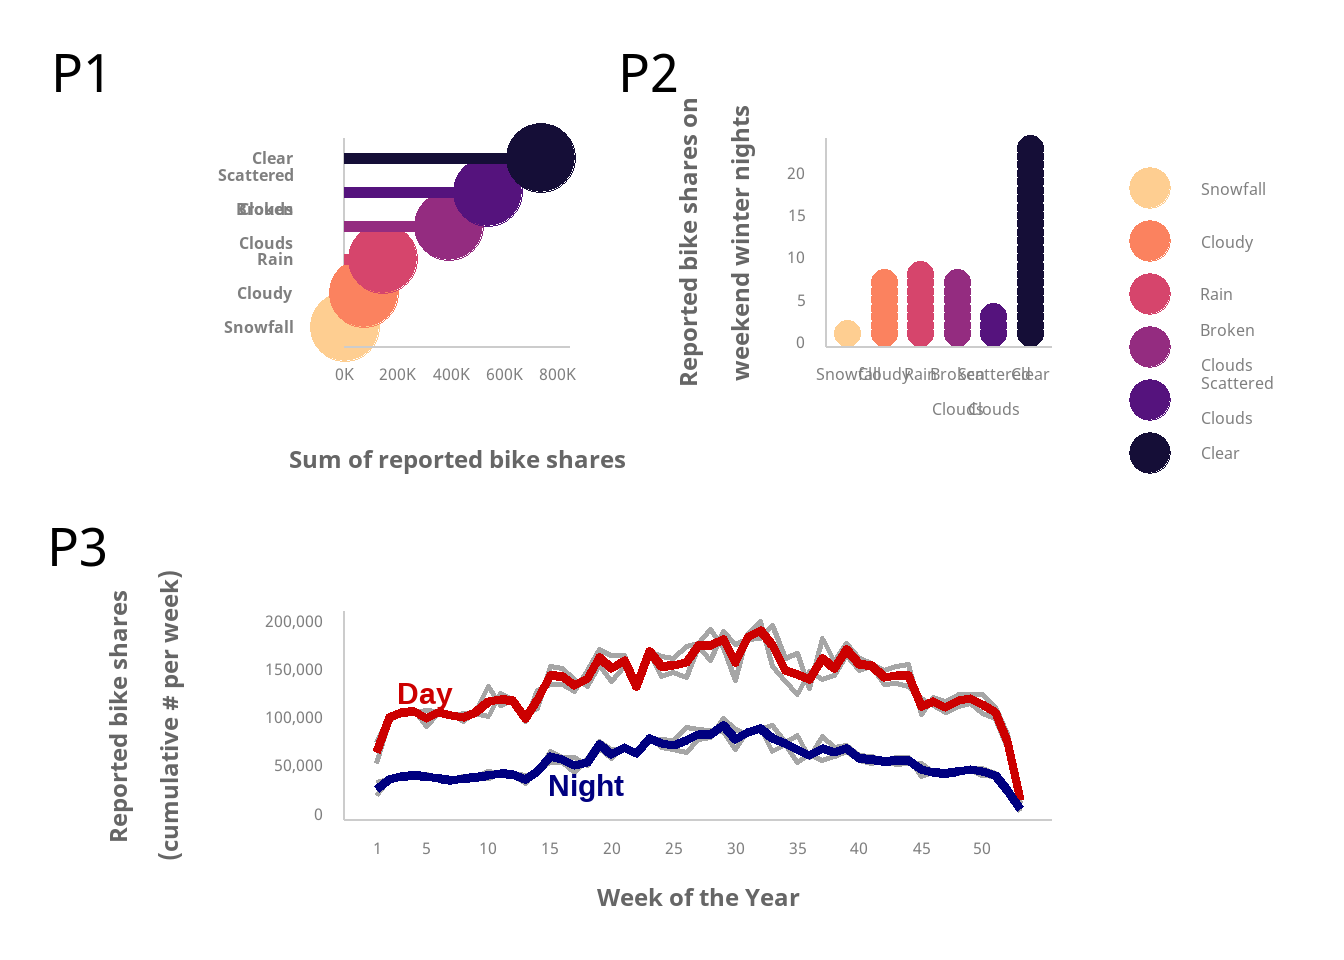 P1
Clear
Scattered
Clouds
Broken
Clouds
Rain
Cloudy
Snowfall
0K 200K 400K 600K 800K
Sum of reported bike shares
P2
Reported bike shares on
weekend winter nights
20
15
10
5
0
Snowfall Cloudy Rain Broken Scattered Clear
Clouds Clouds
Snowfall
Cloudy
Rain
Broken
Clouds
Scattered
Clouds
Clear
P3
Reported bike shares
(cumulative # per week)
200,000
150,000
100,000
50,000
0
Day
Night
1 5 10 15 20 25 30 35 40 45 50
Week of the Year